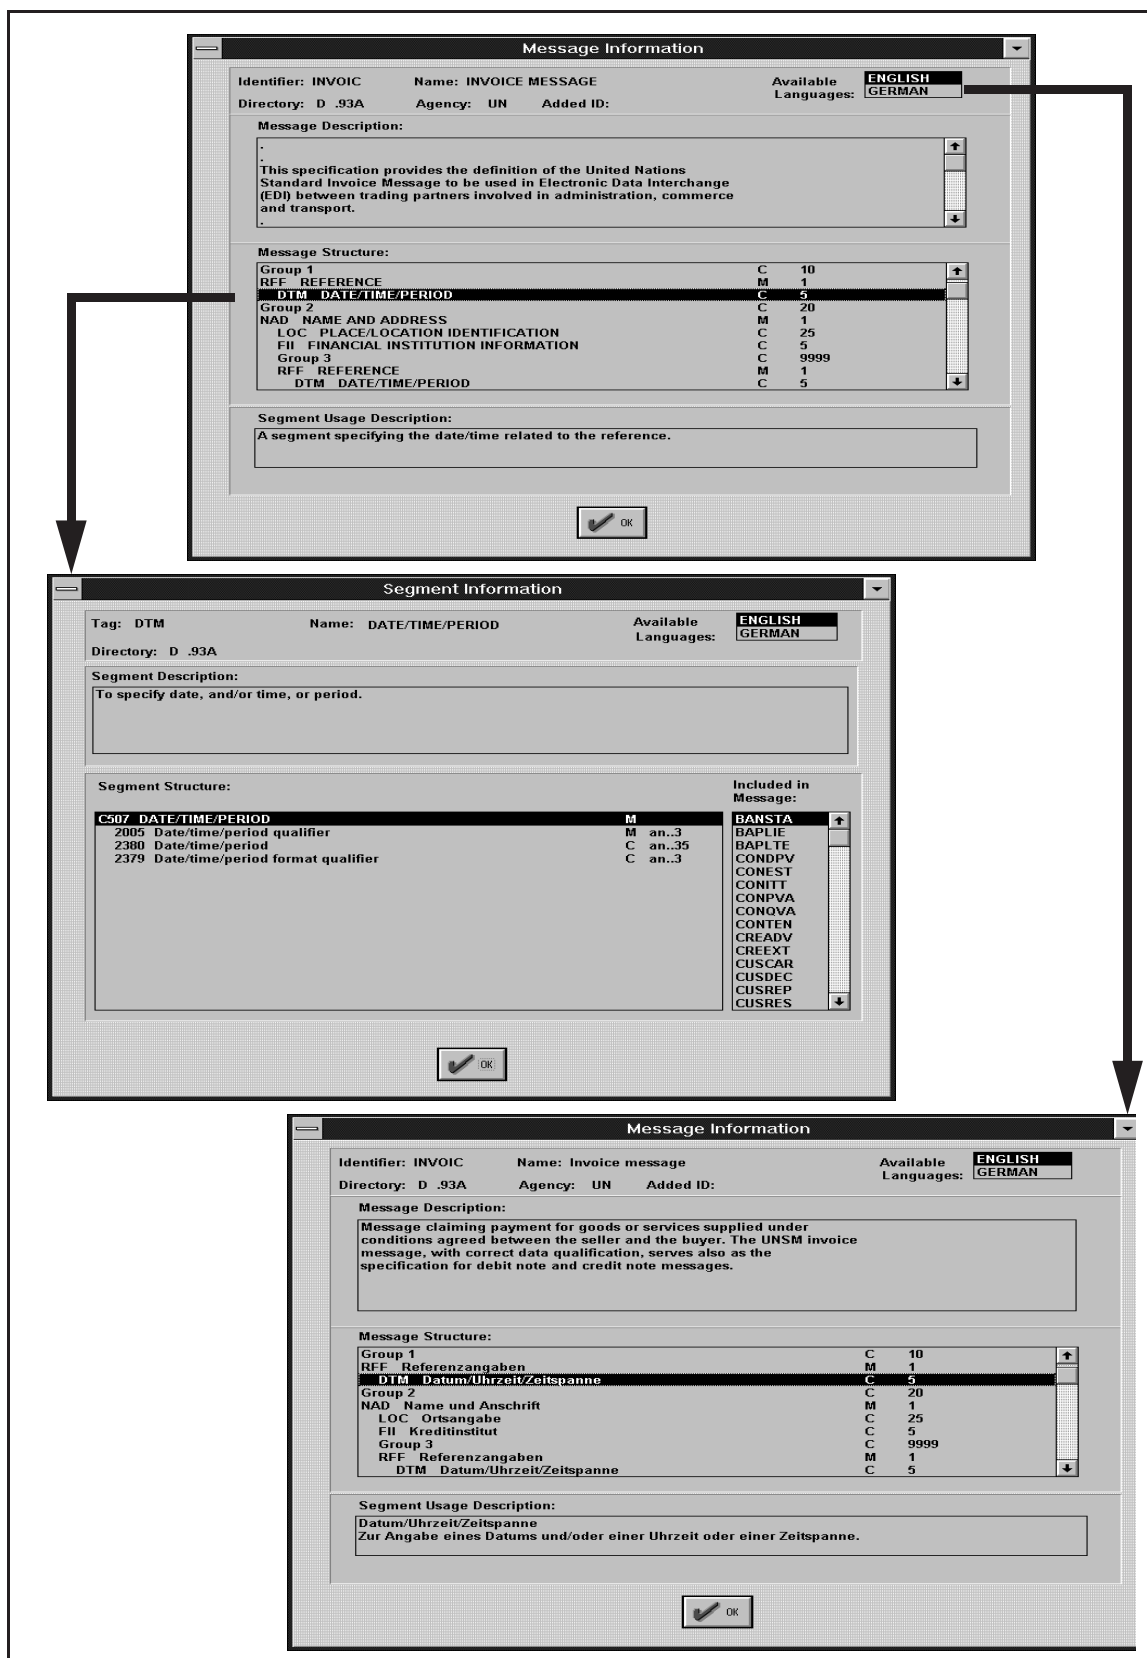 Message Information
Identifier: INVOIC Name: INVOICE MESSAGE Available Languages: ENGLISH GERMAN
Directory: D .93A Agency: UN Added ID:
Message Description:
.
.
This specification provides the definition of the United Nations
Standard Invoice Message to be used in Electronic Data Interchange
(EDI) between trading partners involved in administration, commerce
and transport.
.
Message Structure:
Group 1 C 10
RFF REFERENCE M 1
DTM DATE/TIME/PERIOD C 5
Group 2 C 20
NAD NAME AND ADDRESS M 1
LOC PLACE/LOCATION IDENTIFICATION C 25
FII FINANCIAL INSTITUTION INFORMATION C 5
Group 3 C 9999
RFF REFERENCE M 1
DTM DATE/TIME/PERIOD C 5
Segment Usage Description:
A segment specifying the date/time related to the reference.
OK
Segment Information
Tag: DTM Name: DATE/TIME/PERIOD Available Languages: ENGLISH GERMAN
Directory: D .93A
Segment Description:
To specify date, and/or time, or period.
Segment Structure:
C507 DATE/TIME/PERIOD M
2005 Date/time/period qualifier M an..3
2380 Date/time/period C an..35
2379 Date/time/period format qualifier C an..3
Included in
Message:
BANSTA
BAPLIE
BAPLTE
CONDPV
CONEST
CONITT
CONPVA
CONQVA
CONTEN
CREADV
CREEXT
CUSCAR
CUSDEC
CUSREP
CUSRES
OK
Message Information
Identifier: INVOIC Name: Invoice message Available Languages: ENGLISH GERMAN
Directory: D .93A Agency: UN Added ID:
Message Description:
Message claiming payment for goods or services supplied under
conditions agreed between the seller and the buyer. The UNSM invoice
message, with correct data qualification, serves also as the
specification for debit note and credit note messages.
Message Structure:
Group 1 C 10
RFF Referenzangaben M 1
DTM Datum/Uhrzeit/Zeitspanne C 5
Group 2 C 20
NAD Name und Anschrift M 1
LOC Ortsangabe C 25
FII Kreditinstitut C 5
Group 3 C 9999
RFF Referenzangaben M 1
DTM Datum/Uhrzeit/Zeitspanne C 5
Segment Usage Description:
Datum/Uhrzeit/Zeitspanne
Zur Angabe eines Datums und/oder einer Uhrzeit oder einer Zeitspanne.
OK